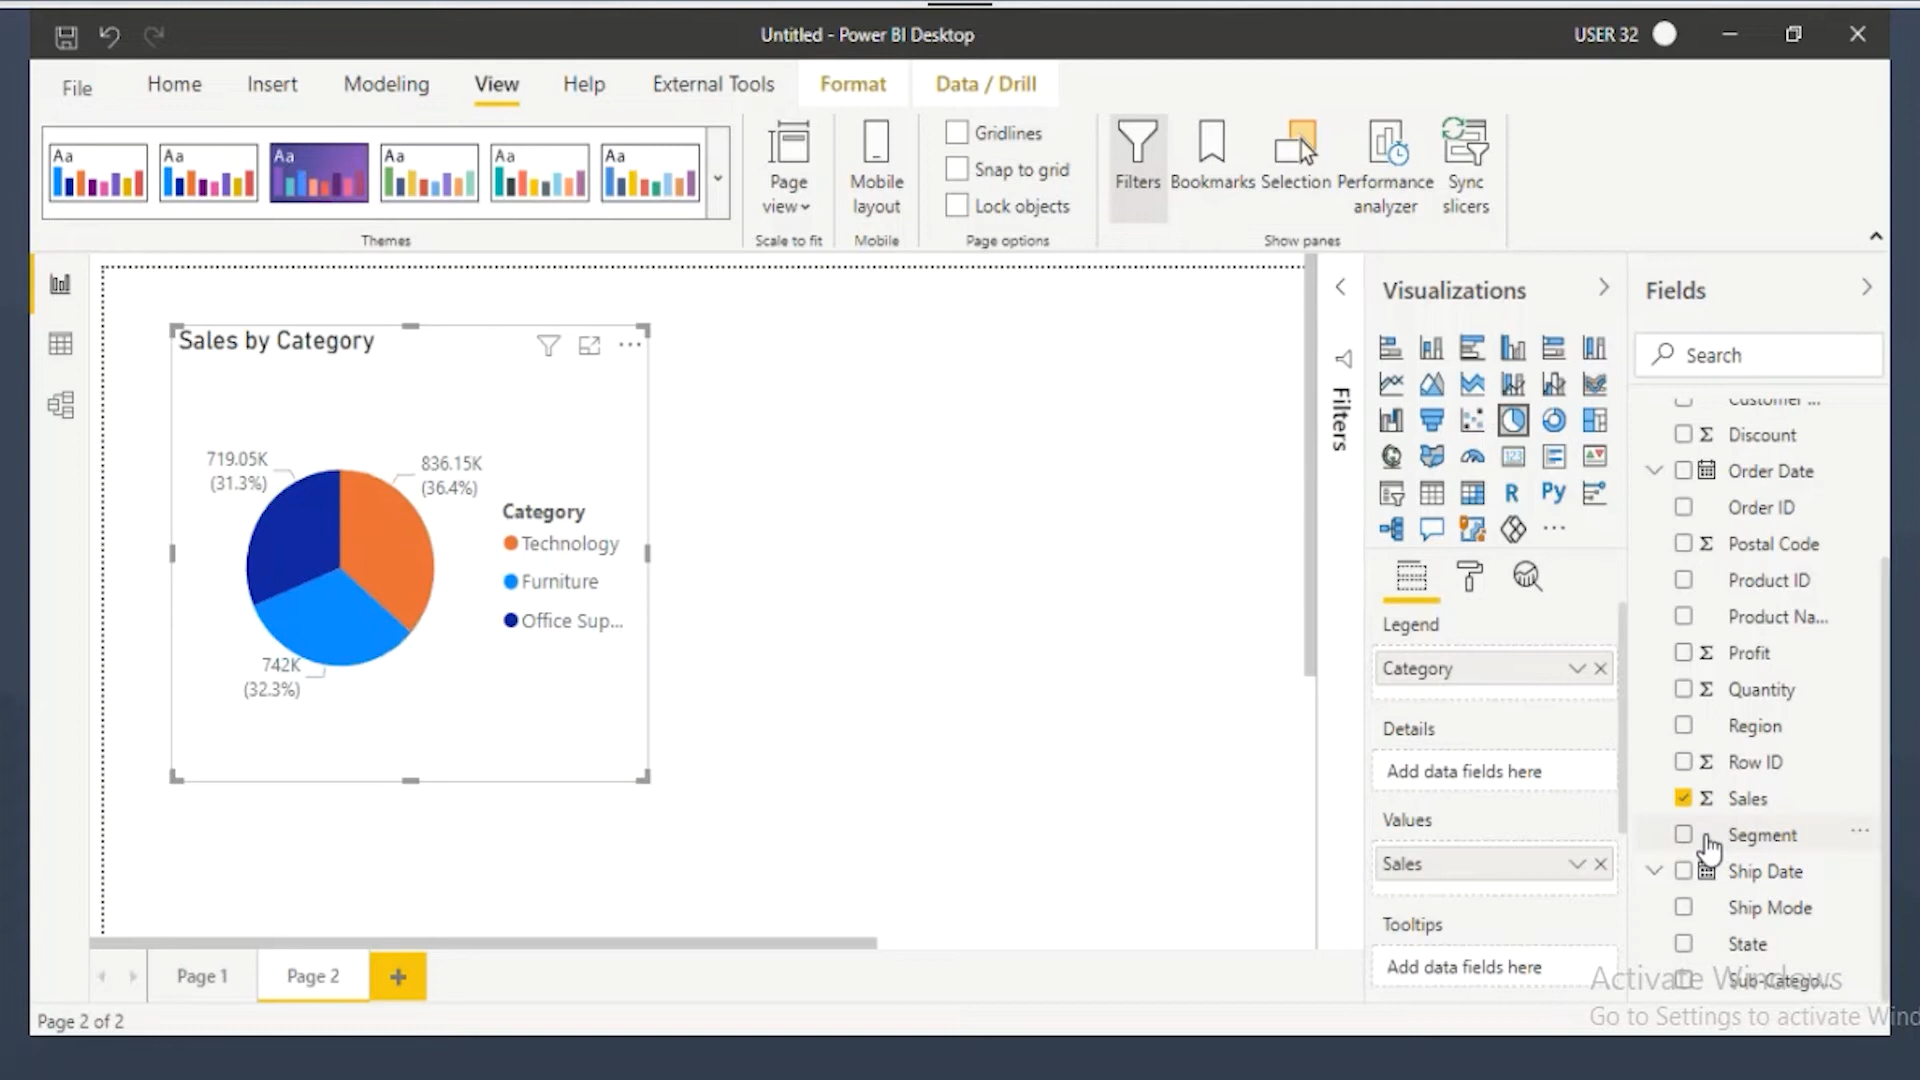 Untitled - Power BI Desktop
USER 32
File
Home
Insert
Modeling
View
Help
External Tools
Format
Data / Drill
Aa
Aa
Aa
Aa
Aa
Aa
Themes
Page
view
Scale to fit
Mobile
layout
Mobile
Gridlines
Snap to grid
Lock objects
Page options
Filters
Bookmarks
Selection
Performance
analyzer
Sync
slicers
Show panes
Sales by Category
719.05K
(31.3%)
836.15K
(36.4%)
742K
(32.3%)
Category
Technology
Furniture
Office Sup...
Filters
Visualizations
123
R
Py
Legend
Category
Details
Add data fields here
Values
Sales
Tooltips
Add data fields here
Fields
Search
Customer ...
Σ Discount
Order Date
Order ID
Σ Postal Code
Product ID
Product Na...
Σ Profit
Σ Quantity
Region
Σ Row ID
Σ Sales
Segment
Ship Date
Ship Mode
State
Sub-Catego...
Activate Windows
Go to Settings to activate Wind
Page 1
Page 2
+
Page 2 of 2